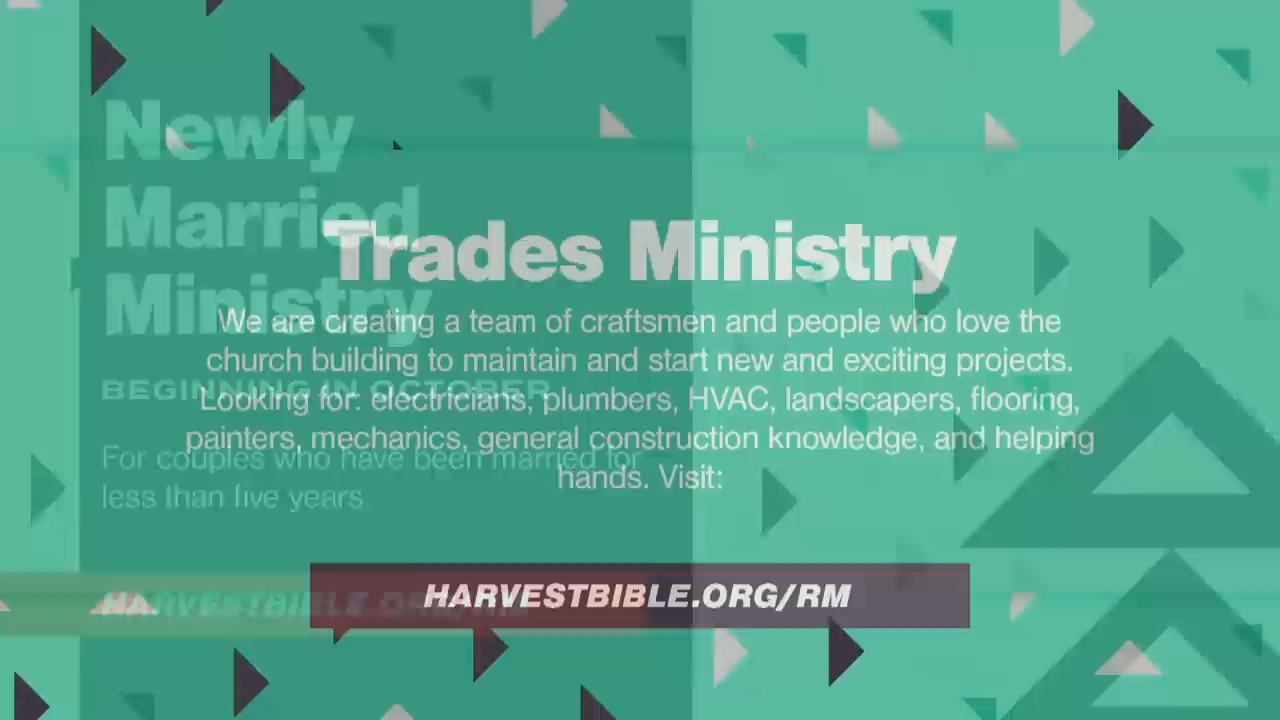 Newly
Married
Ministry
BEGINNING IN OCTOBER
For couples who have been married for
less than five years
Trades Ministry
We are creating a team of craftsmen and people who love the
church building to maintain and start new and exciting projects.
Looking for: electricians, plumbers, HVAC, landscapers, flooring,
painters, mechanics, general construction knowledge, and helping
hands. Visit:
HARVESTBIBLE.ORG/RM